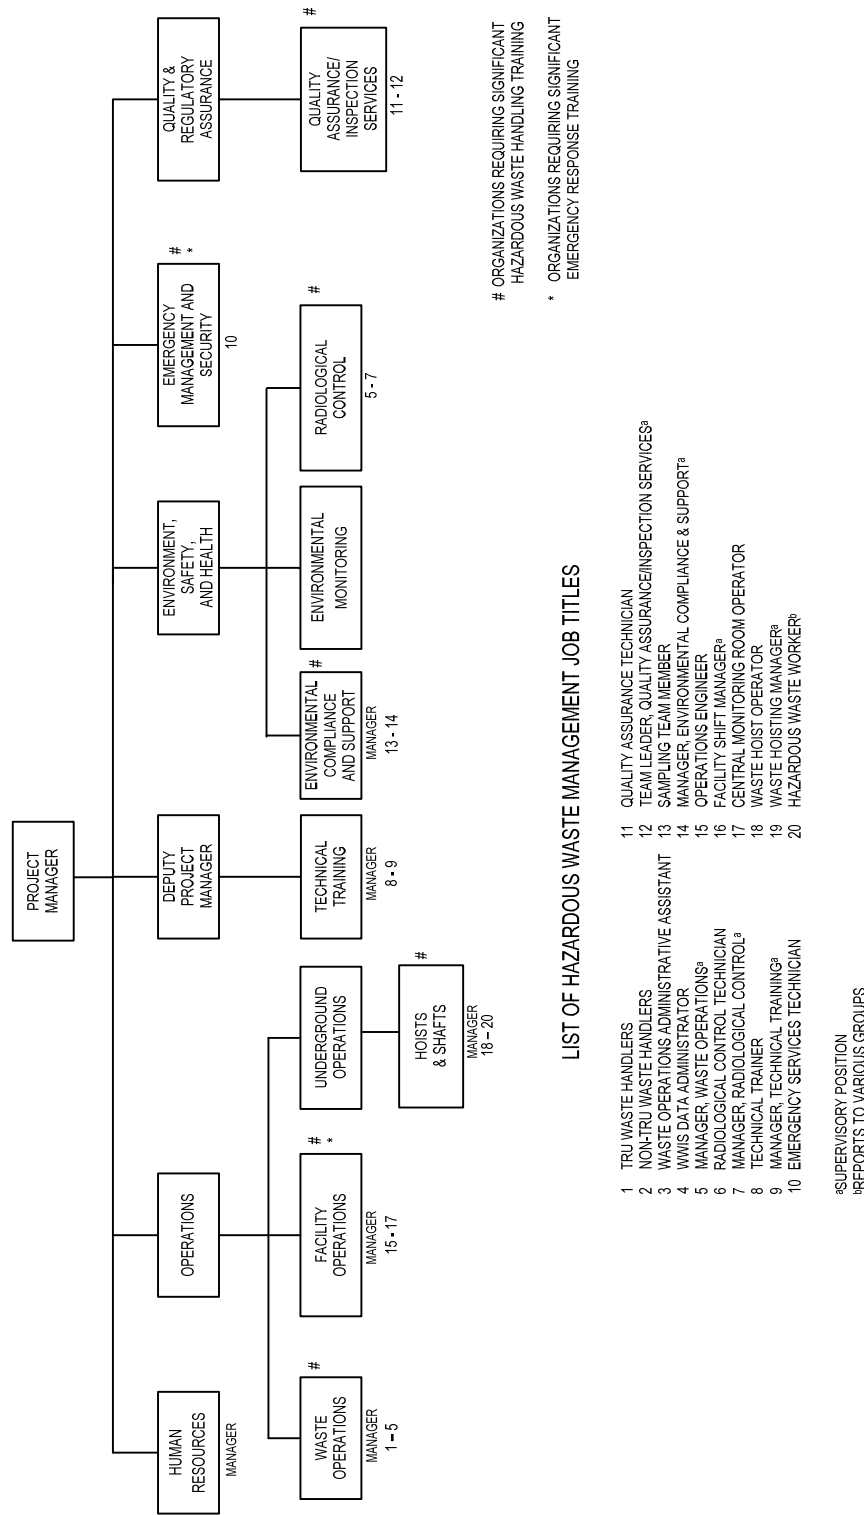 PROJECT
MANAGER
HUMAN
RESOURCES
MANAGER
OPERATIONS
DEPUTY
PROJECT
MANAGER
ENVIRONMENT,
SAFETY,
AND HEALTH
EMERGENCY
MANAGEMENT AND
SECURITY
#
*
10
QUALITY &
REGULATORY
ASSURANCE
WASTE
OPERATIONS
#
MANAGER
1 – 5
FACILITY
OPERATIONS
#
*
MANAGER
15 - 17
UNDERGROUND
OPERATIONS
HOISTS
& SHAFTS
#
MANAGER
18 – 20
TECHNICAL
TRAINING
MANAGER
8 - 9
ENVIRONMENTAL
COMPLIANCE
AND SUPPORT
#
MANAGER
13 - 14
ENVIRONMENTAL
MONITORING
RADIOLOGICAL
CONTROL
#
5 - 7
QUALITY
ASSURANCE/
INSPECTION
SERVICES
#
11 - 12
# ORGANIZATIONS REQUIRING SIGNIFICANT
HAZARDOUS WASTE HANDLING TRAINING
* ORGANIZATIONS REQUIRING SIGNIFICANT
EMERGENCY RESPONSE TRAINING
LIST OF HAZARDOUS WASTE MANAGEMENT JOB TITLES
1 TRU WASTE HANDLERS
2 NON-TRU WASTE HANDLERS
3 WASTE OPERATIONS ADMINISTRATIVE ASSISTANT
4 WWIS DATA ADMINISTRATOR
5 MANAGER, WASTE OPERATIONSᵃ
6 RADIOLOGICAL CONTROL TECHNICIAN
7 MANAGER, RADIOLOGICAL CONTROLᵃ
8 TECHNICAL TRAINER
9 MANAGER, TECHNICAL TRAININGᵃ
10 EMERGENCY SERVICES TECHNICIAN
11 QUALITY ASSURANCE TECHNICIAN
12 TEAM LEADER, QUALITY ASSURANCE/INSPECTION SERVICESᵃ
13 SAMPLING TEAM MEMBER
14 MANAGER, ENVIRONMENTAL COMPLIANCE & SUPPORTᵃ
15 OPERATIONS ENGINEER
16 FACILITY SHIFT MANAGERᵃ
17 CENTRAL MONITORING ROOM OPERATOR
18 WASTE HOIST OPERATOR
19 WASTE HOISTING MANAGERᵃ
20 HAZARDOUS WASTE WORKERᵇ
ᵃSUPERVISORY POSITION
ᵇREPORTS TO VARIOUS GROUPS